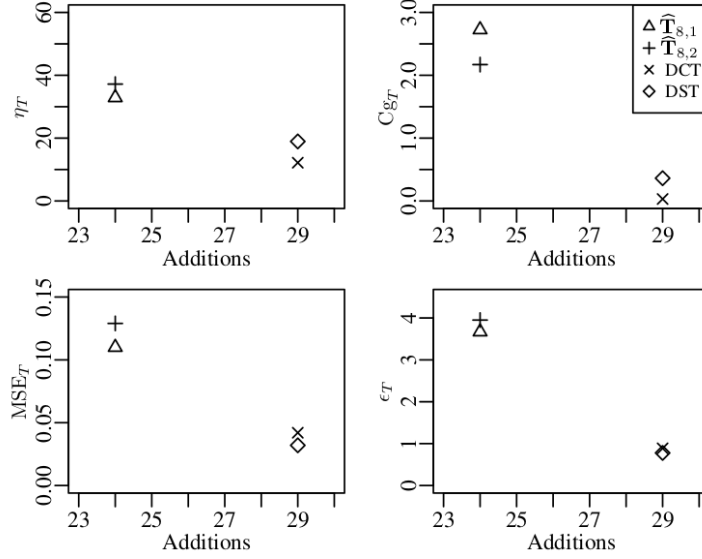 η_T
0 20 40 60
23 25 27 29
Additions
Cg_T
0.0 1.0 2.0 3.0
23 25 27 29
Additions
T̂_{8,1}
T̂_{8,2}
DCT
DST
MSE_T
0.00 0.05 0.10 0.15
23 25 27 29
Additions
ϵ_T
0 1 2 3 4
23 25 27 29
Additions